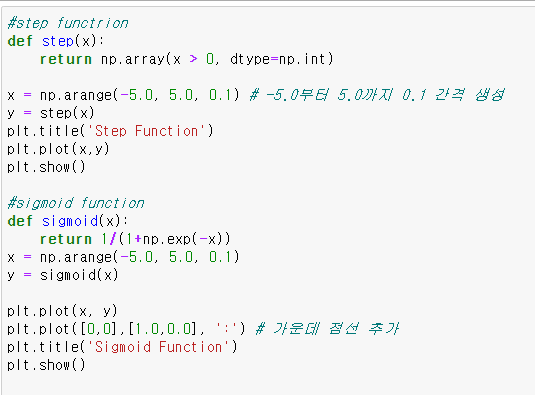 #step functrion
def step(x):
    return np.array(x > 0, dtype=np.int)
x = np.arange(-5.0, 5.0, 0.1) # -5.0부터 5.0까지 0.1 간격 생성
y = step(x)
plt.title('Step Function')
plt.plot(x,y)
plt.show()
#sigmoid function
def sigmoid(x):
    return 1/(1+np.exp(-x))
x = np.arange(-5.0, 5.0, 0.1)
y = sigmoid(x)
plt.plot(x, y)
plt.plot([0,0],[1.0,0.0], ':') # 가운데 점선 추가
plt.title('Sigmoid Function')
plt.show()